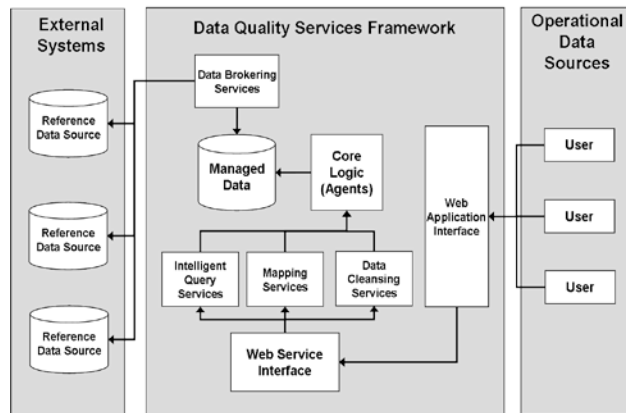 External
Systems
Reference
Data Source
Reference
Data Source
Reference
Data Source
Data Quality Services Framework
Data Brokering
Services
Managed
Data
Core
Logic
(Agents)
Intelligent
Query
Services
Mapping
Services
Data
Cleansing
Services
Web Service
Interface
Web
Application
Interface
Operational
Data
Sources
User
User
User